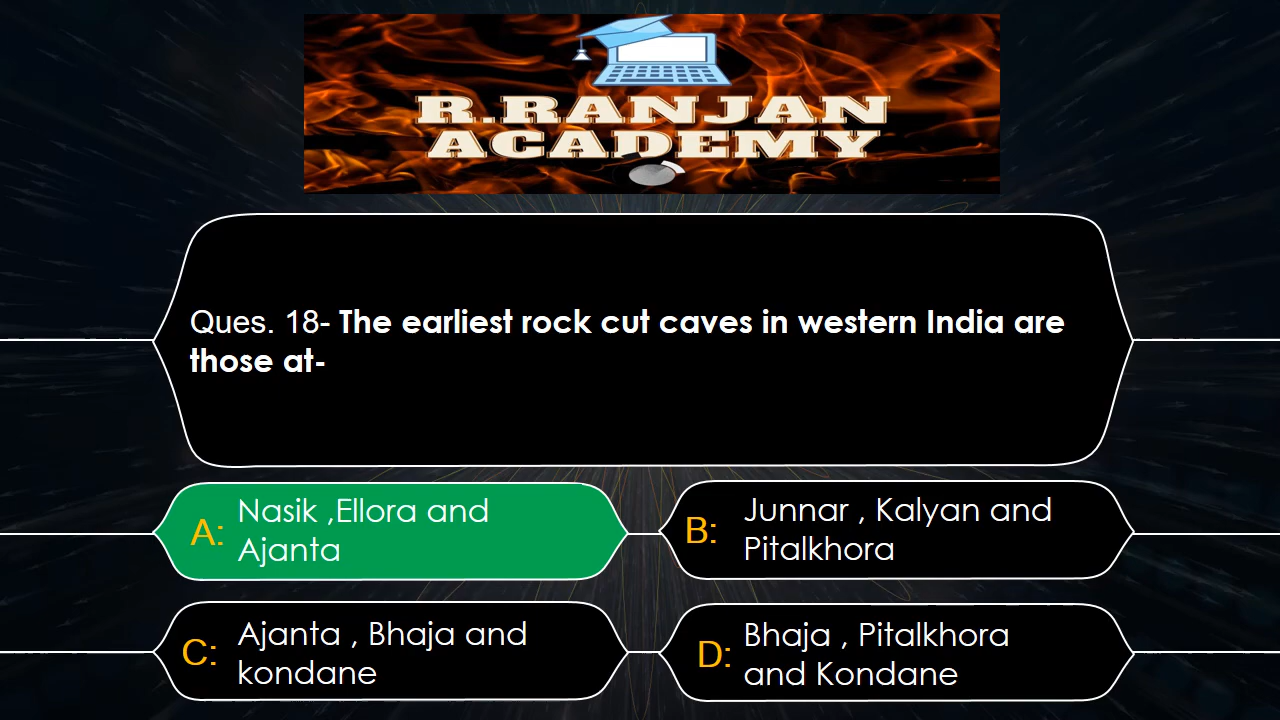 R.RANJAN
ACADEMY
Ques. 18- The earliest rock cut caves in western India are
those at-
A: Nasik ,Ellora and
Ajanta
B: Junnar , Kalyan and
Pitalkhora
C: Ajanta , Bhaja and
kondane
D: Bhaja , Pitalkhora
and Kondane